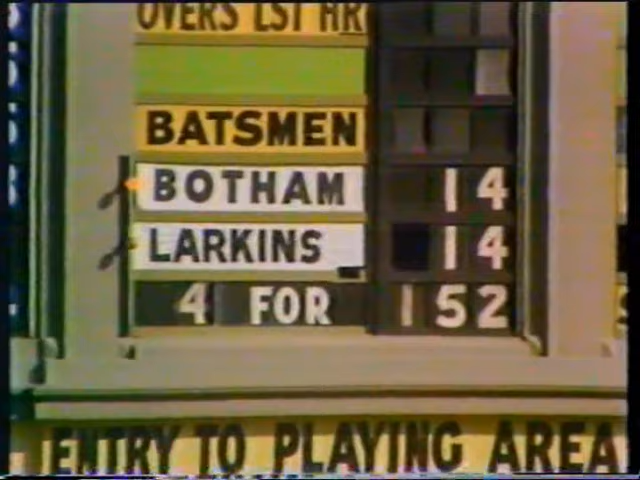 OVERS LST HR
BATSMEN
BOTHAM 14
LARKINS 14
4 FOR 152
ENTRY TO PLAYING AREA